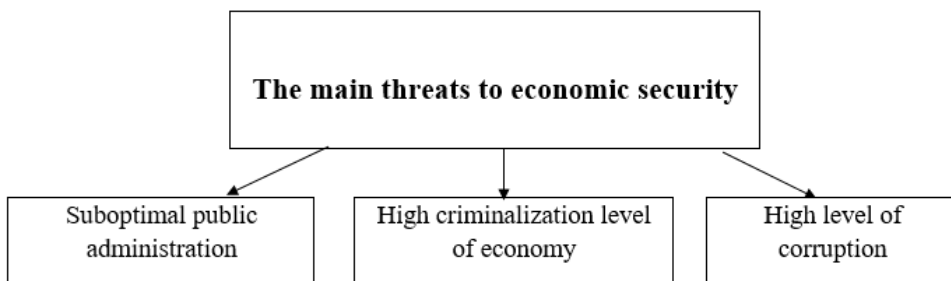 The main threats to economic security
Suboptimal public
administration
High criminalization level
of economy
High level of
corruption